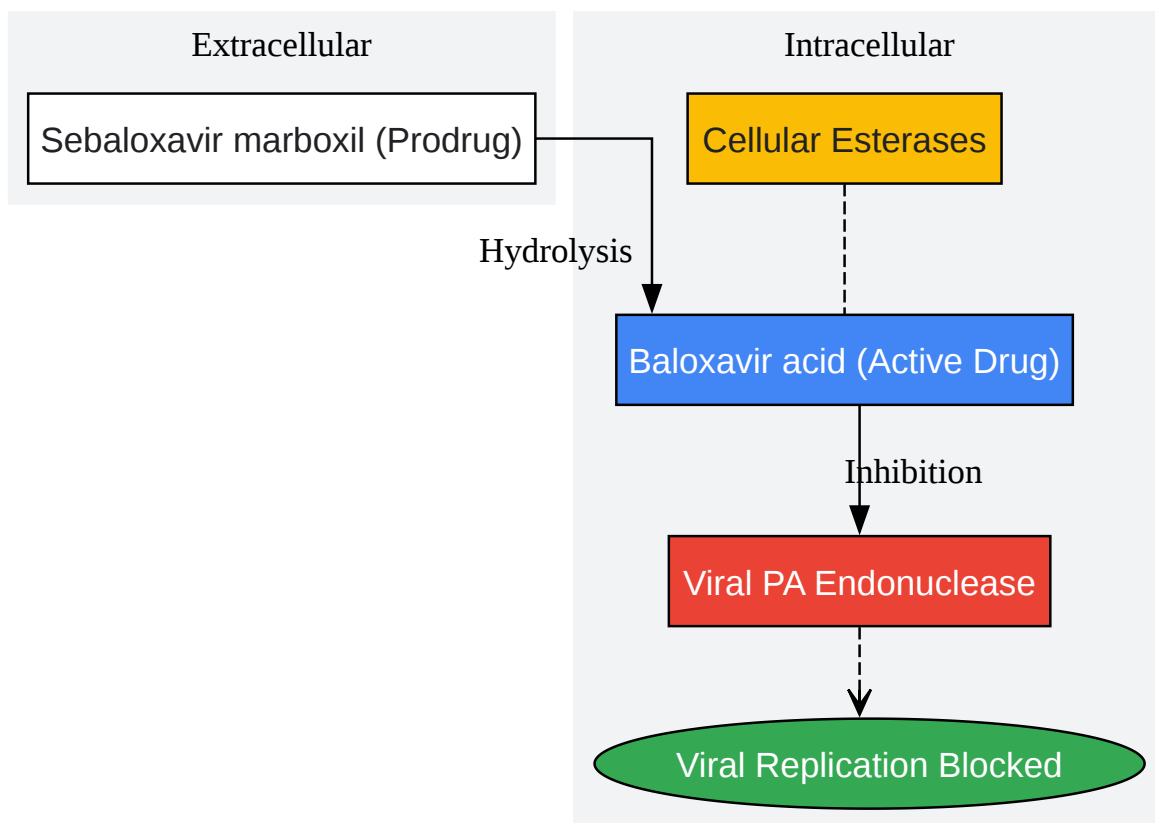 Extracellular
Intracellular
Sebaloxavir marboxil (Prodrug)
Cellular Esterases
Hydrolysis
Baloxavir acid (Active Drug)
Inhibition
Viral PA Endonuclease
Viral Replication Blocked